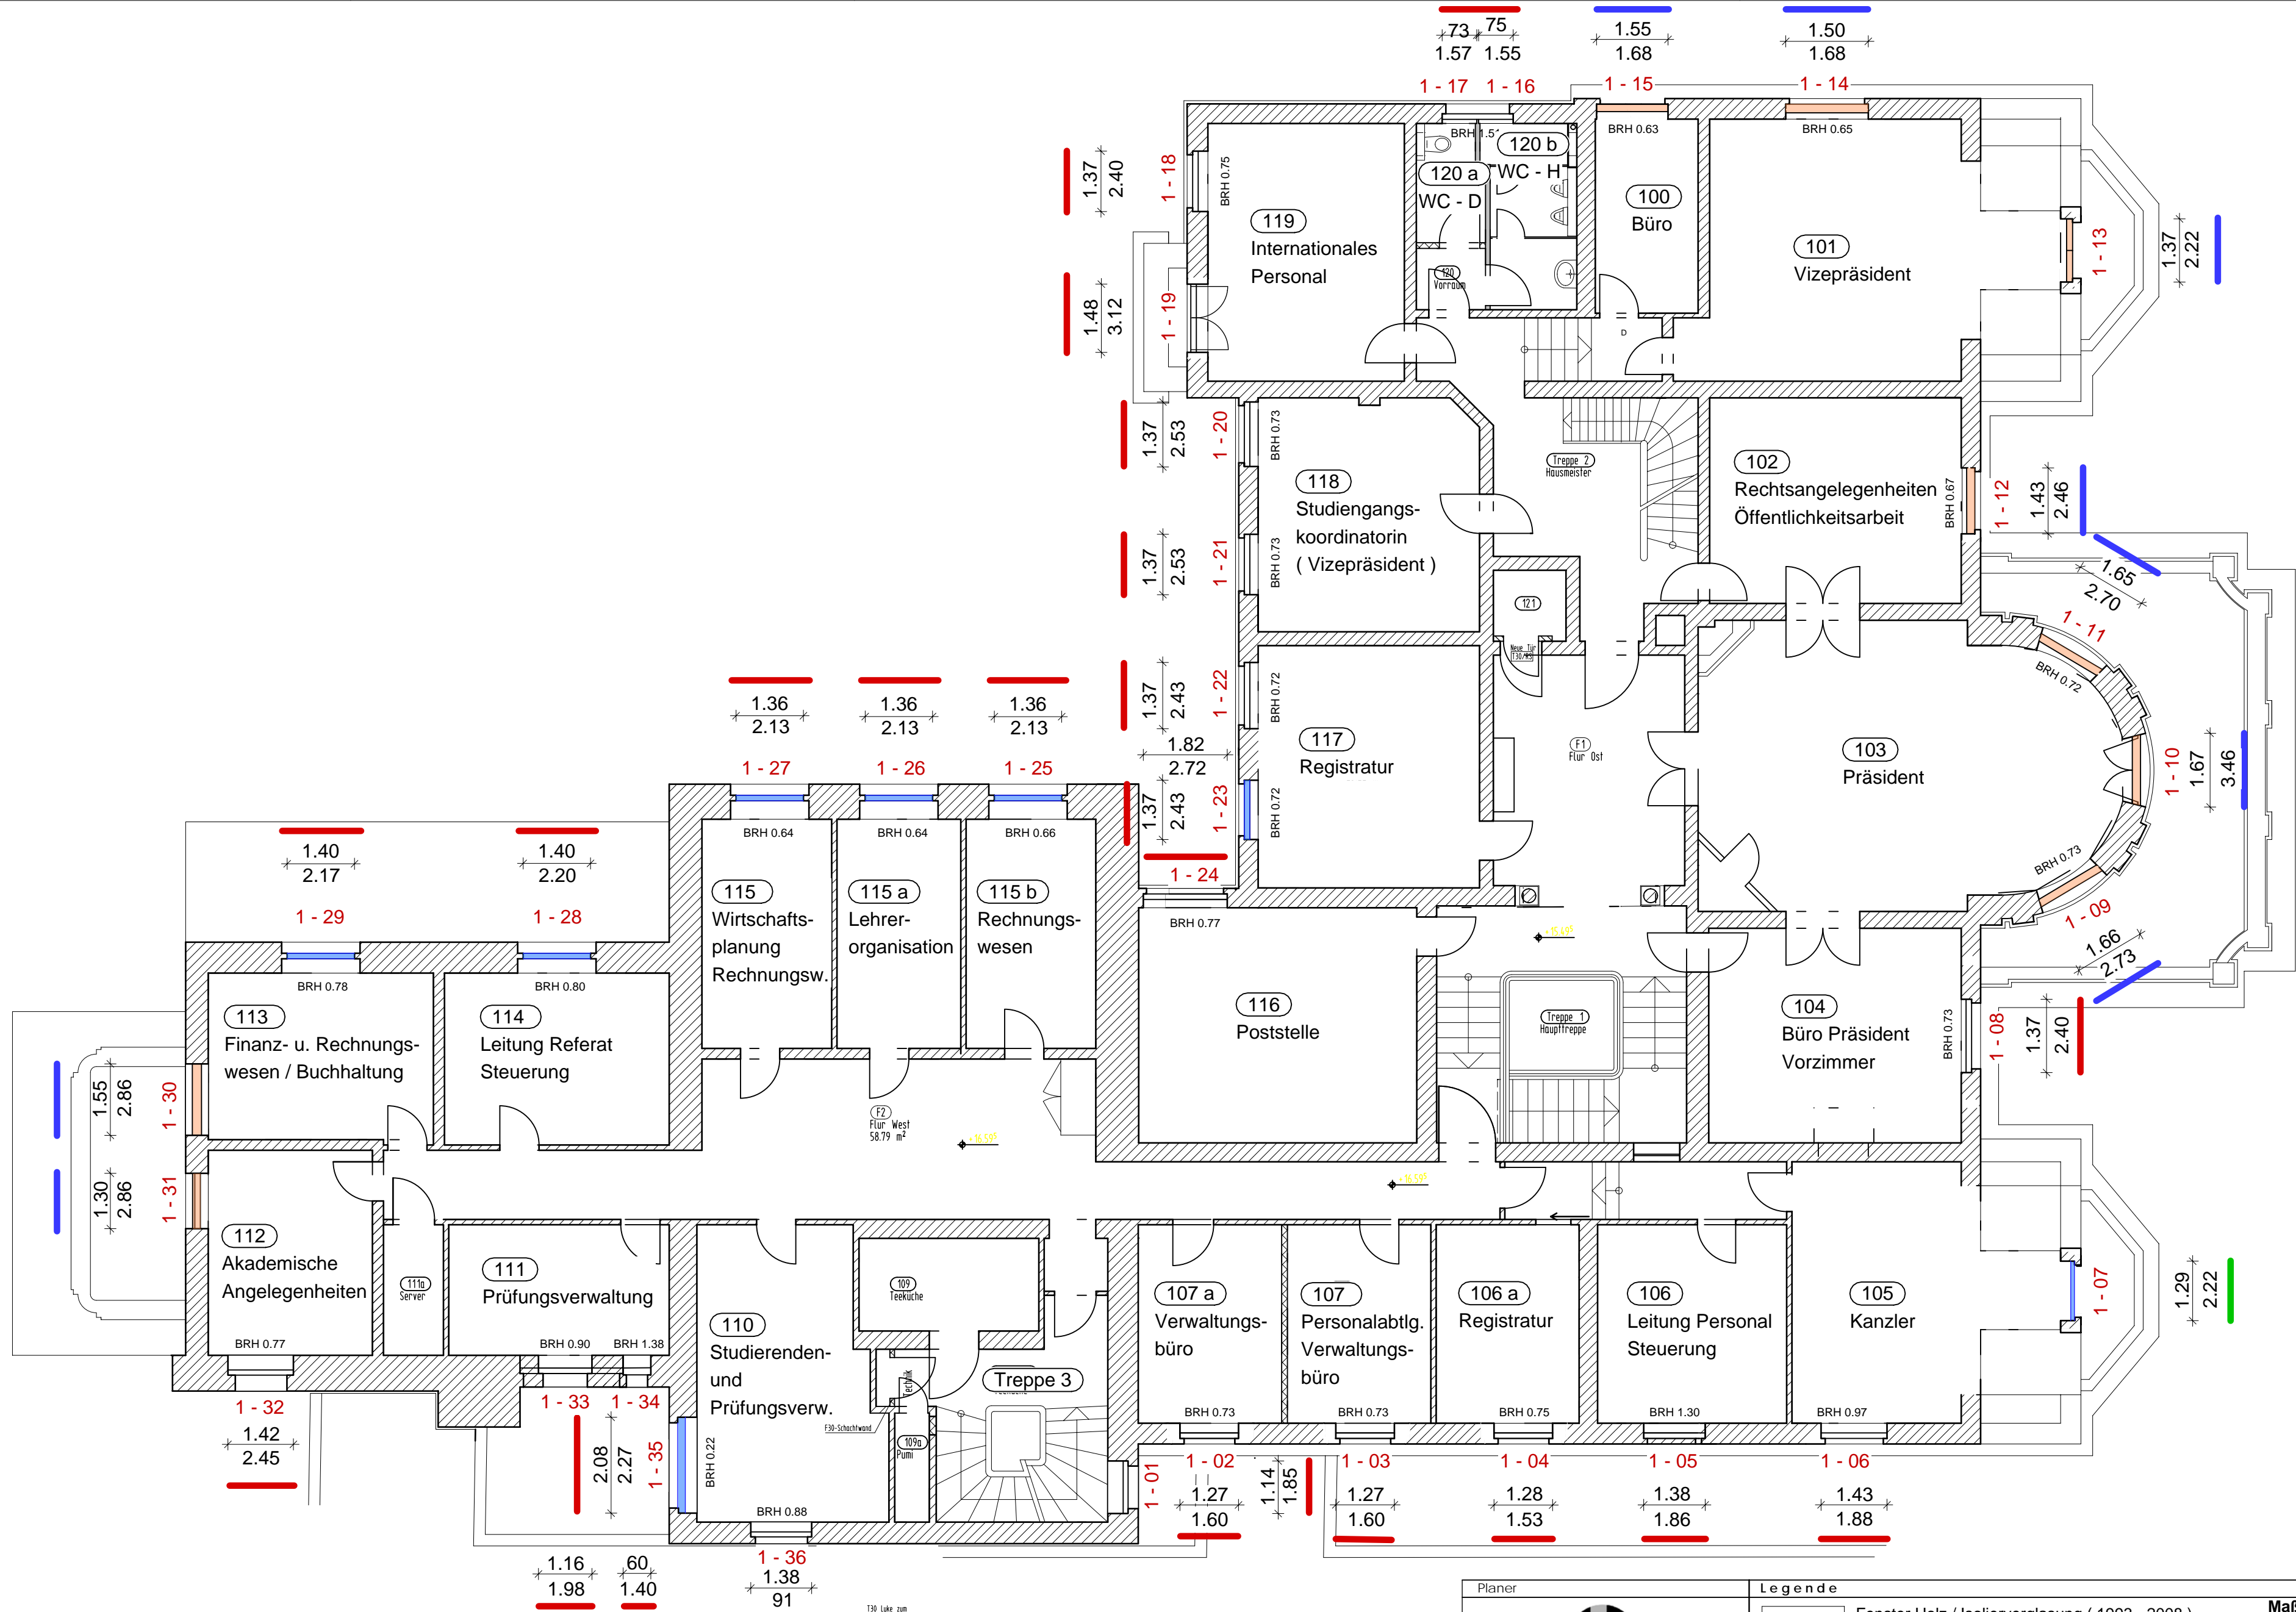 73 75
1.57 1.55
1 - 17 1 - 16
1.55
1.68
1 - 15
1.50
1.68
1 - 14
BRH 1.51
BRH 0.63
BRH 0.65
1.37
2.40
1 - 18
BRH 0.75
1.48
3.12
1 - 19
119
Internationales
Personal
120 a
WC - D
120 b
WC - H
120
Vorraum
100
Büro
D
101
Vizepräsident
1 - 13
1.37
2.22
1.37
2.53
1 - 20
BRH 0.73
1.37
2.53
1 - 21
BRH 0.73
118
Studiengangs-
koordinatorin
( Vizepräsident )
Treppe 2
Hausmeister
102
Rechtsangelegenheiten
Öffentlichkeitsarbeit
BRH 0.67
1 - 12
1.43
2.46
1.65
2.70
1 - 11
BRH 0.72
121
Neue Tür
T30/RS
1.37
2.43
1 - 22
BRH 0.72
117
Registratur
F1
Flur Ost
103
Präsident
1 - 10
1.67
3.46
1.82
2.72
1.37
2.43
1 - 23
BRH 0.72
1 - 24
BRH 0.77
BRH 0.73
1 - 09
1.66
2.73
1.36
2.13
1 - 27
1.36
2.13
1 - 26
1.36
2.13
1 - 25
BRH 0.64
BRH 0.64
BRH 0.66
1.40
2.17
1 - 29
1.40
2.20
1 - 28
BRH 0.78
BRH 0.80
115
Wirtschafts-
planung
Rechnungsw.
115 a
Lehrer-
organisation
115 b
Rechnungs-
wesen
116
Poststelle
Treppe 1
Haupttreppe
104
Büro Präsident
Vorzimmer
BRH 0.73
1 - 08
1.37
2.40
113
Finanz- u. Rechnungs-
wesen / Buchhaltung
114
Leitung Referat
Steuerung
1.55
2.86
1 - 30
1.30
2.86
1 - 31
F2
Flur West
58.79 m²
112
Akademische
Angelegenheiten
BRH 0.77
111a
Server
111
Prüfungsverwaltung
BRH 0.90
BRH 1.38
110
Studierenden-
und
Prüfungsverw.
109
Teeküche
Technik
F30-Schachtwand
109a
Pumi
Treppe 3
107 a
Verwaltungs-
büro
BRH 0.73
107
Personalabtlg.
Verwaltungs-
büro
BRH 0.73
106 a
Registratur
BRH 0.75
106
Leitung Personal
Steuerung
BRH 1.30
105
Kanzler
BRH 0.97
1 - 07
1.29
2.22
1 - 32
1.42
2.45
1 - 33
1 - 34
2.08
2.27
1 - 35
BRH 0.22
BRH 0.88
1 - 36
1.38
91
1.16
1.98
60
1.40
1 - 01
1.14
1.85
1 - 02
1.27
1.60
1 - 03
1.27
1.60
1 - 04
1.28
1.53
1 - 05
1.38
1.86
1 - 06
1.43
1.88
T30 Luke zum
Planer
Legende